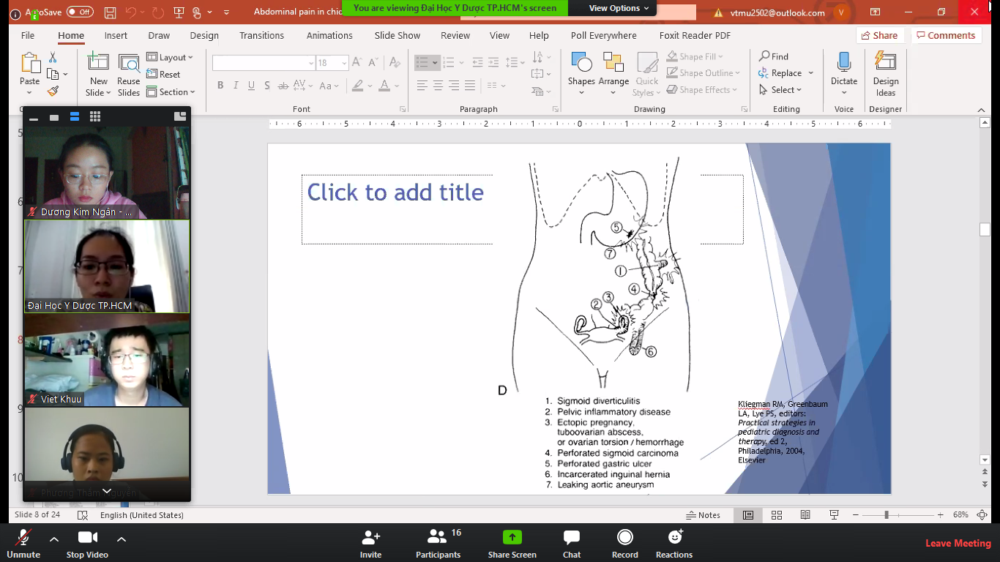 AutoSave Off
Abdominal pain in chic
You are viewing Đại Học Y Dược TP.HCM's screen
View Options
vtmu2502@outlook.com
V
File Home Insert Draw Design Transitions Animations Slide Show Review View Help Poll Everywhere Foxit Reader PDF
Share
Comments
Paste
New
Slide
Reuse
Slides
Layout
Reset
Section
18
B I U S ab AV Aa A
Font
Paragraph
Shapes
Arrange
Quick
Styles
Shape Fill
Shape Outline
Shape Effects
Drawing
Find
Replace
Select
Editing
Dictate
Voice
Design
Ideas
Designer
6 5 4 3 2 1 0 1 2 3 4 5 6
5
6
7
8
9
10
Dương Kim Ngân - ...
Đại Học Y Dược TP.HCM
Viet Khuu
Phương Thảm Nguyễn
Click to add title
5
7
1
4
3
2
6
D
1. Sigmoid diverticulitis
2. Pelvic inflammatory disease
3. Ectopic pregnancy,
tuboovarian abscess,
or ovarian torsion / hemorrhage
4. Perforated sigmoid carcinoma
5. Perforated gastric ulcer
6. Incarcerated inguinal hernia
7. Leaking aortic aneurysm
Kliegman RM, Greenbaum
LA, Lye PS, editors:
Practical strategies in
pediatric diagnosis and
therapy, ed 2,
Philadelphia, 2004,
Elsevier
Slide 8 of 24
English (United States)
Notes
68%
Unmute
Stop Video
Invite
Participants
16
Share Screen
Chat
Record
Reactions
Leave Meeting